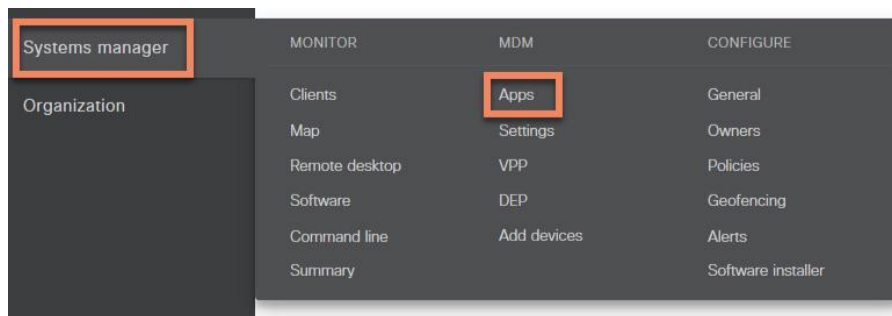 Systems manager
Organization
MONITOR
Clients
Map
Remote desktop
Software
Command line
Summary
MDM
Apps
Settings
VPP
DEP
Add devices
CONFIGURE
General
Owners
Policies
Geofencing
Alerts
Software installer